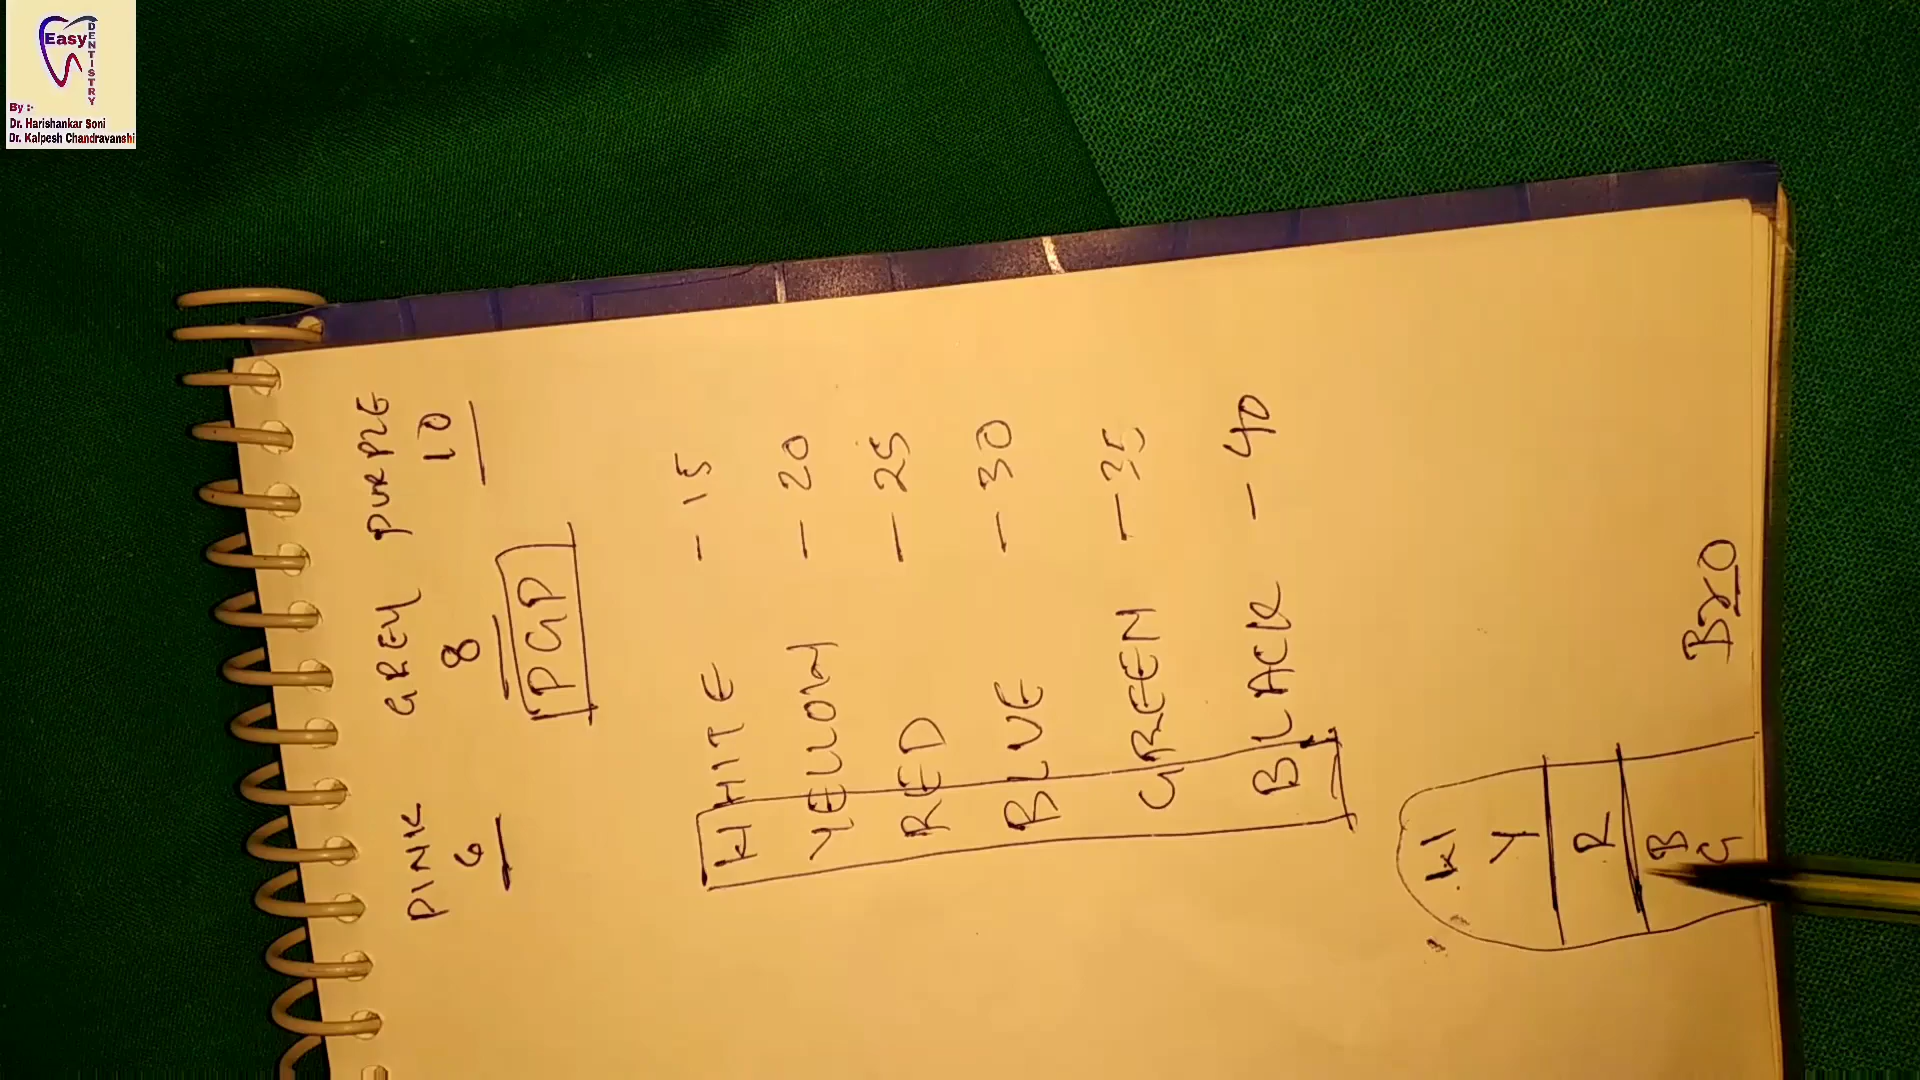 Easy
DENTISTRY
By :-
Dr. Harishankar Soni
Dr. Kalpesh Chandravanshi
PINK GREY PURPLE
6 8 10
PGP
WHITE - 15
YELLOW - 20
RED - 25
BLUE - 30
GREEN - 35
BLACK - 40
W
Y
R
B
G